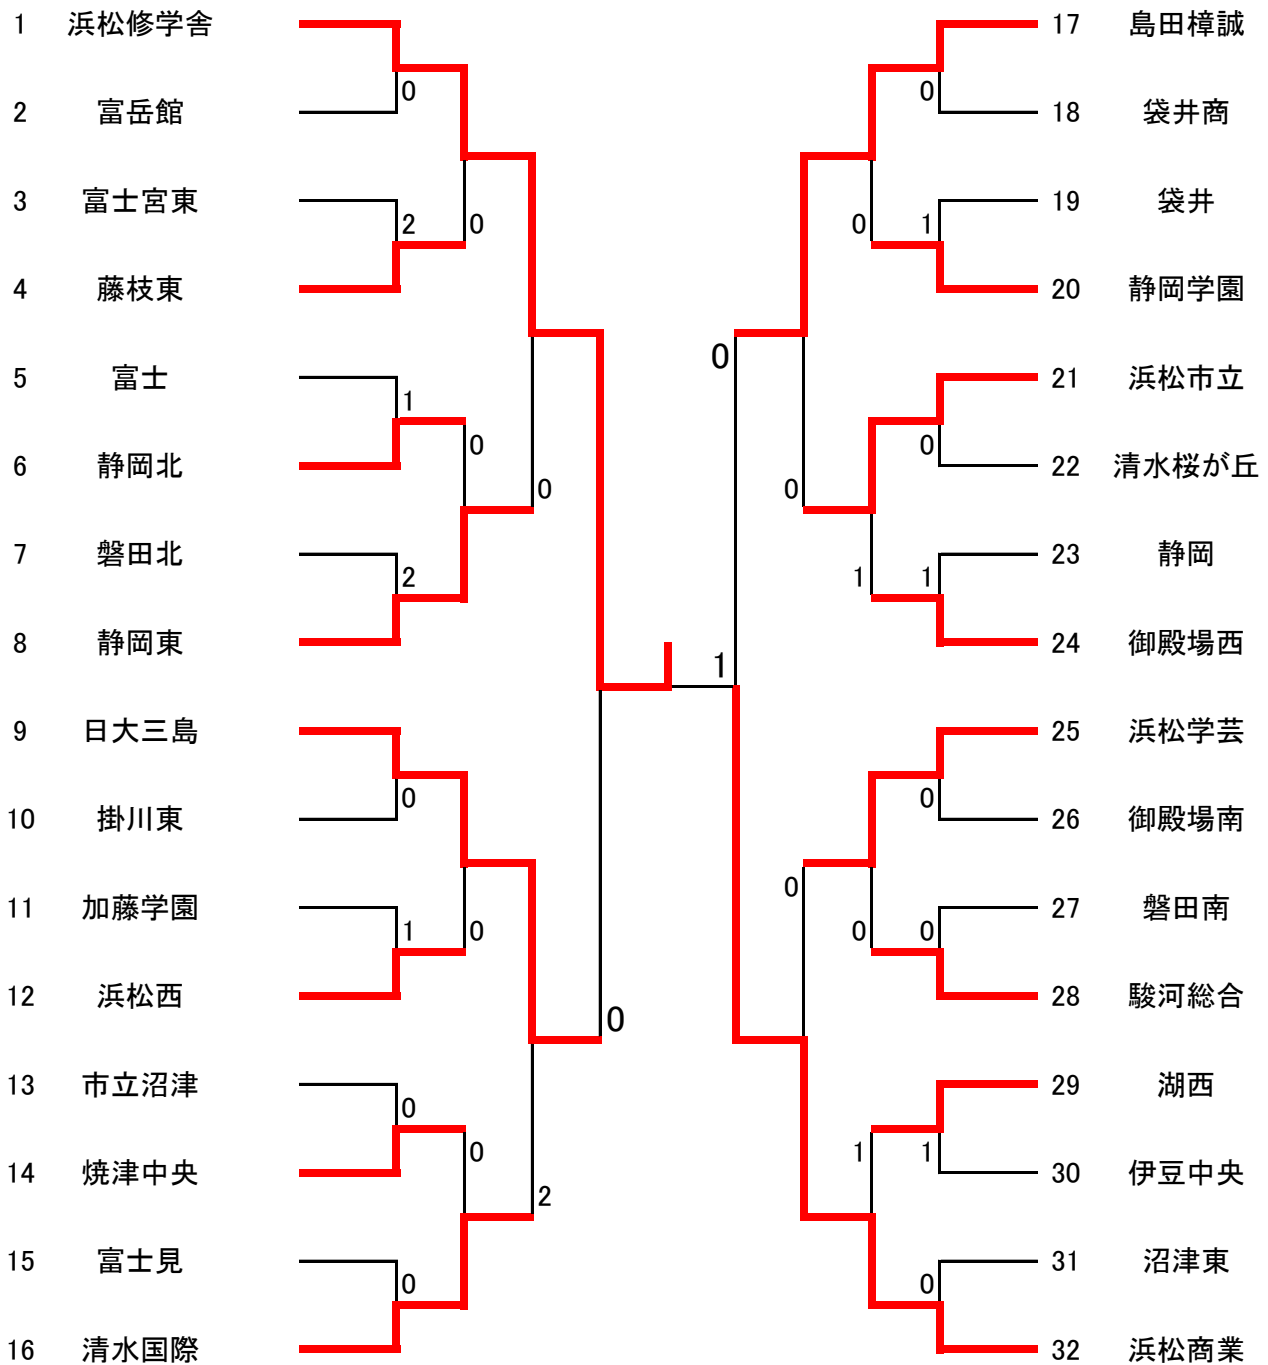 1 浜松修学舎
2 富岳館
3 富士宮東
4 藤枝東
5 富士
6 静岡北
7 磐田北
8 静岡東
9 日大三島
10 掛川東
11 加藤学園
12 浜松西
13 市立沼津
14 焼津中央
15 富士見
16 清水国際
0
2
1
2
0
1
0
0
0
0
0
0
0
2
0
1
0
0
0
0
1
0
0
1
0
1
0
1
0
0
1
0
17 島田樟誠
18 袋井商
19 袋井
20 静岡学園
21 浜松市立
22 清水桜が丘
23 静岡
24 御殿場西
25 浜松学芸
26 御殿場南
27 磐田南
28 駿河総合
29 湖西
30 伊豆中央
31 沼津東
32 浜松商業